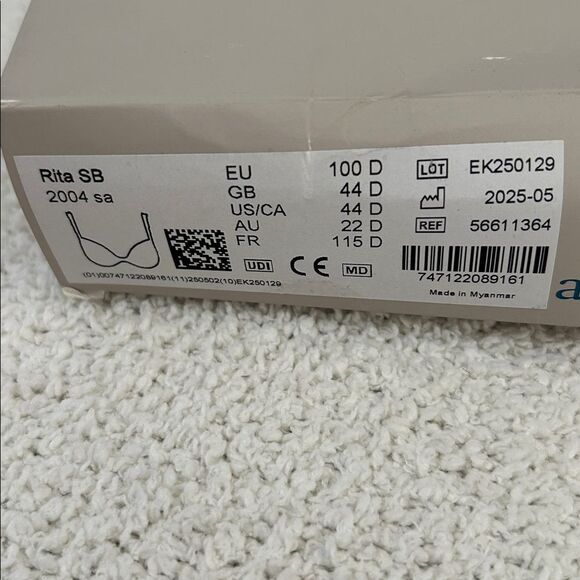 Rita SB
2004 sa
EU 100 D
GB 44 D
US/CA 44 D
AU 22 D
FR 115 D
UDI CE MD
(01)00747122089161(11)250502(10)EK250129
LOT EK250129
2025-05
REF 56611364
747122089161
Made in Myanmar
a